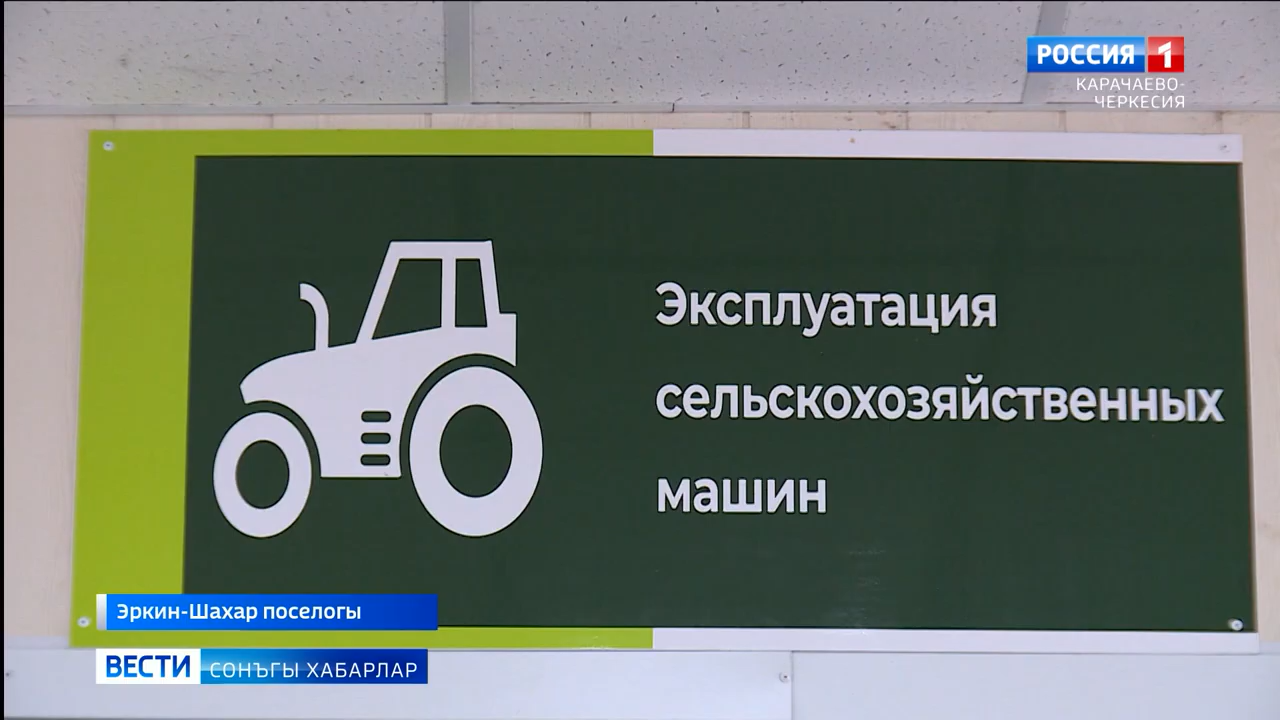 РОССИЯ 1
КАРАЧАЕВО-
ЧЕРКЕСИЯ
Эксплуатация
сельскохозяйственных
машин
Эркин-Шахар поселогы
ВЕСТИ СОНЪГЫ ХАБАРЛАР